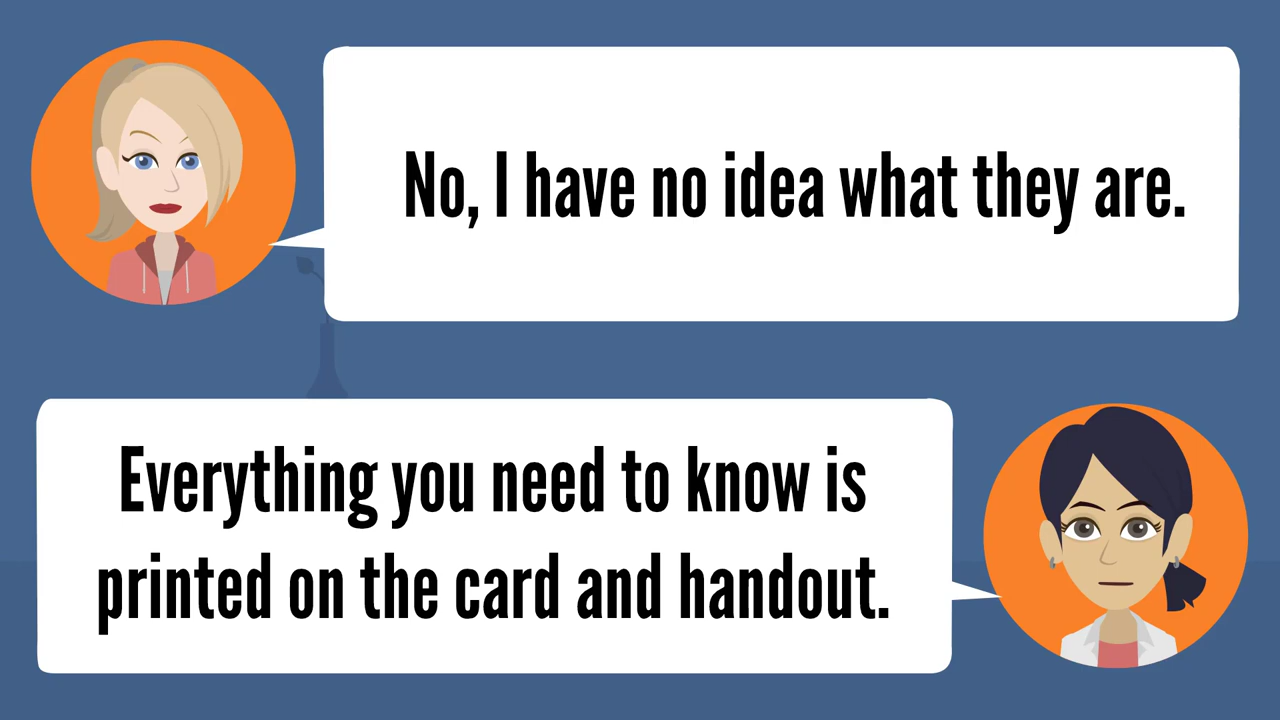 No, I have no idea what they are.
Everything you need to know is
printed on the card and handout.